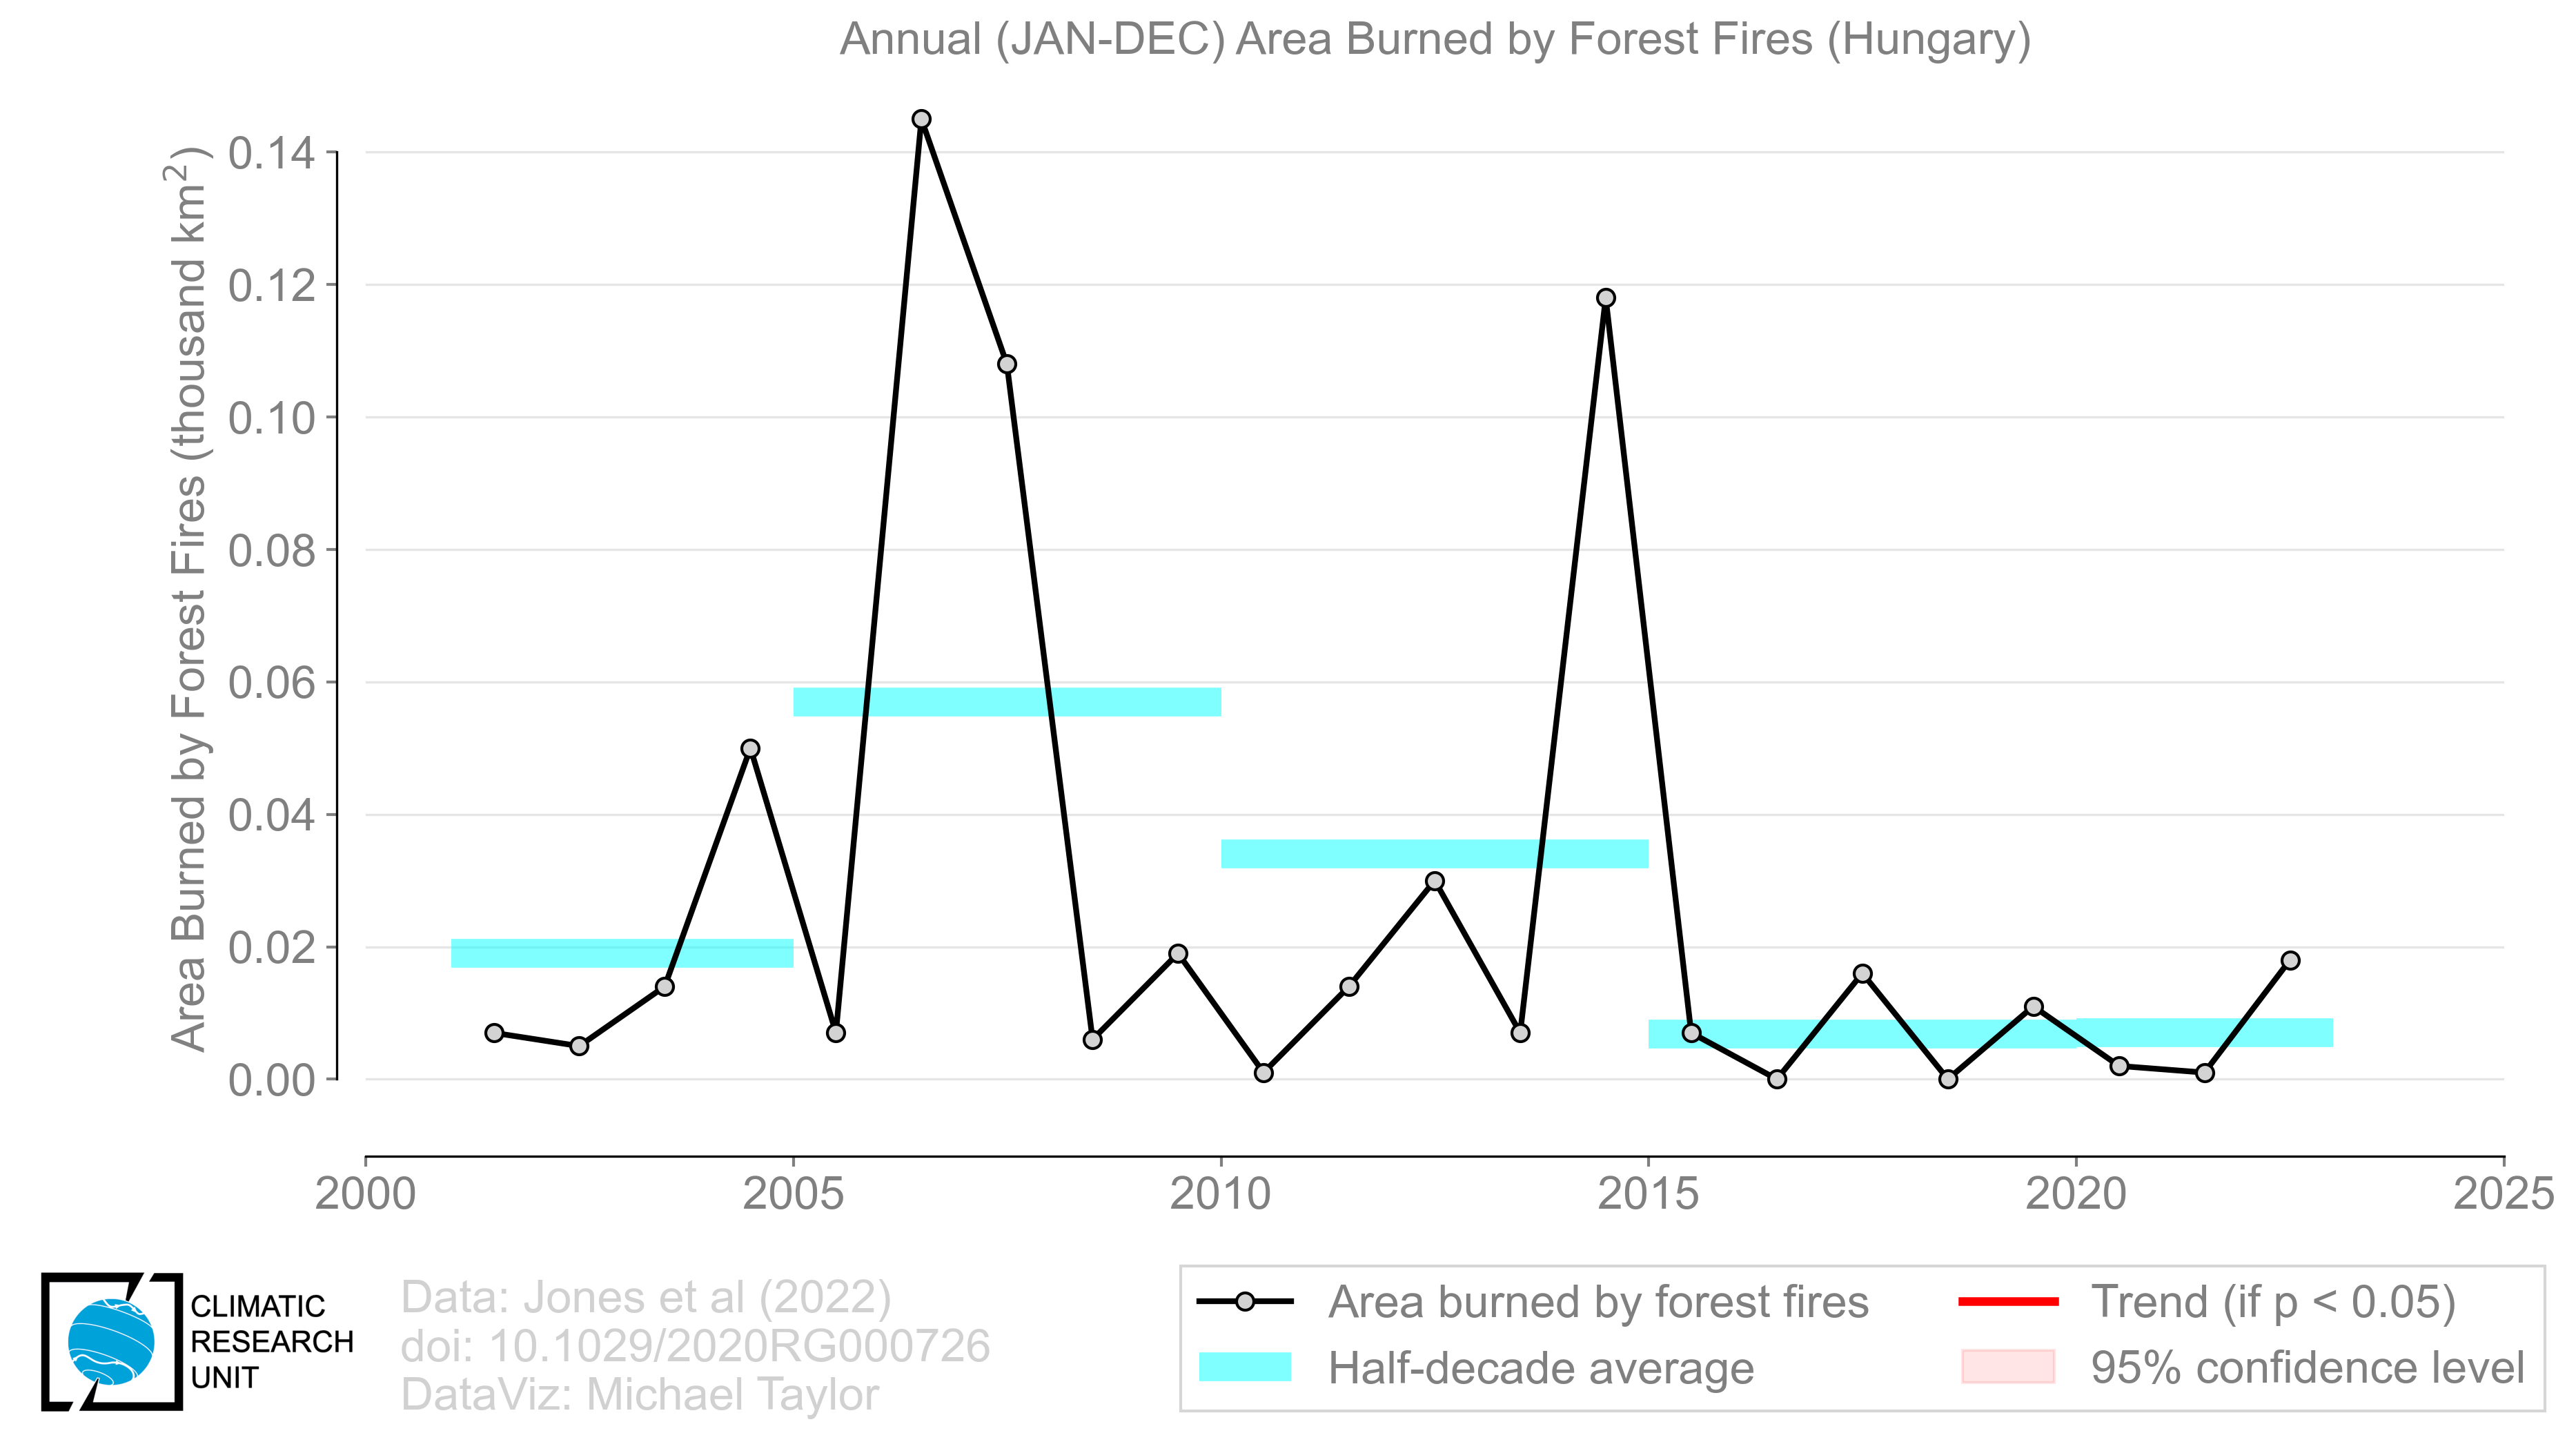 Annual (JAN-DEC) Area Burned by Forest Fires (Hungary)
Area Burned by Forest Fires (thousand km²)
0.14
0.12
0.10
0.08
0.06
0.04
0.02
0.00
2000 2005 2010 2015 2020 2025
CLIMATIC
RESEARCH
UNIT
Data: Jones et al (2022)
doi: 10.1029/2020RG000726
DataViz: Michael Taylor
Area burned by forest fires
Half-decade average
Trend (if p < 0.05)
95% confidence level